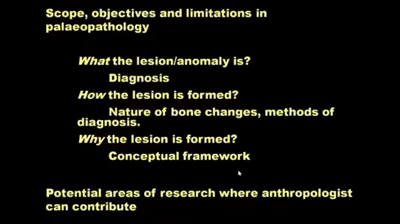 Scope, objectives and limitations in
palaeopathology
What the lesion/anomaly is?
Diagnosis
How the lesion is formed?
Nature of bone changes, methods of
diagnosis.
Why the lesion is formed?
Conceptual framework
Potential areas of research where anthropologist
can contribute